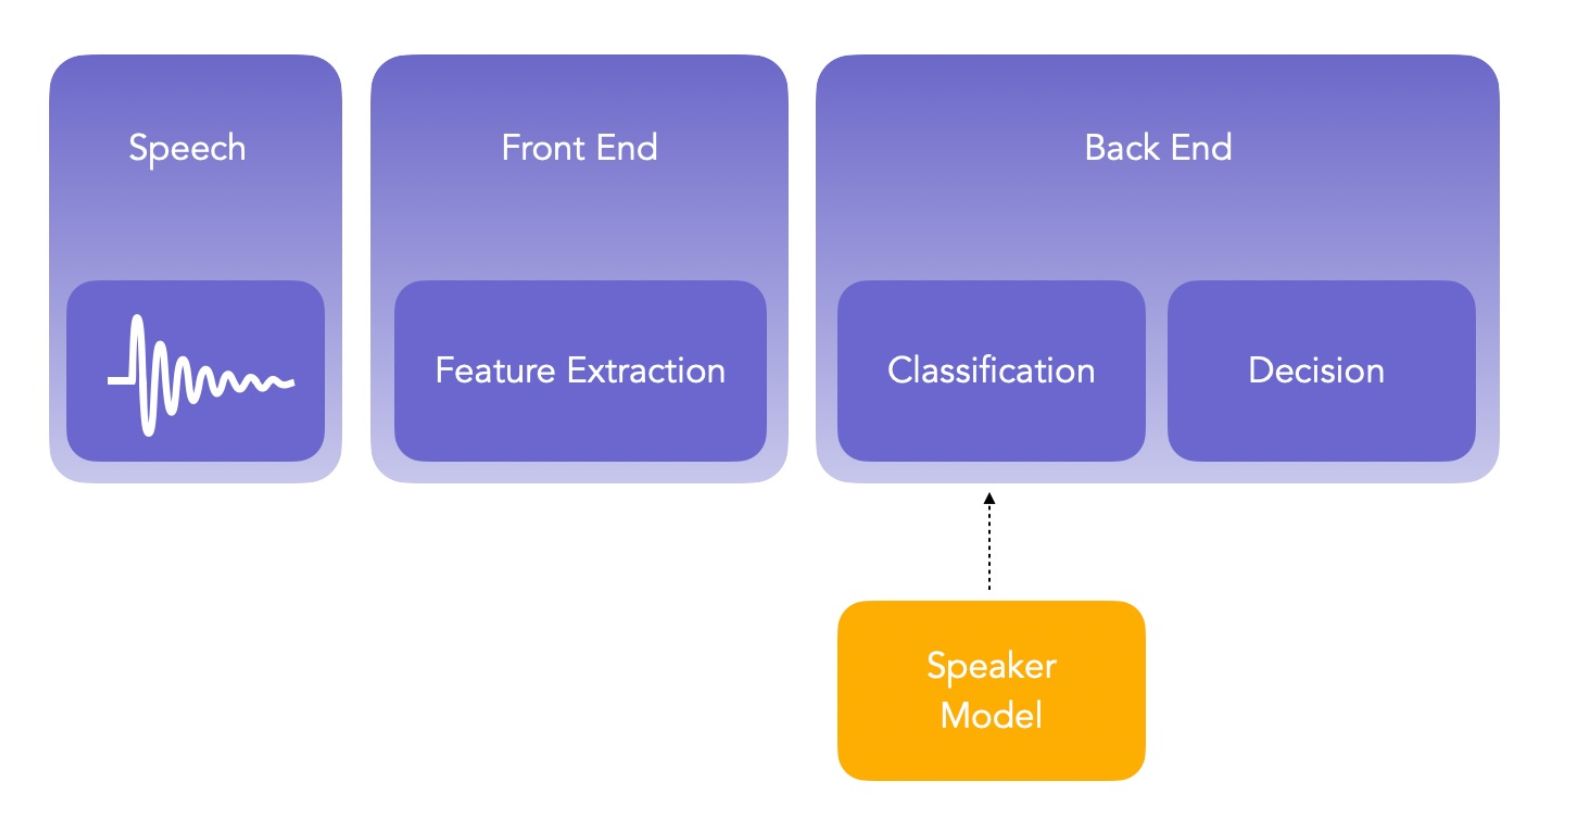 Speech
Front End
Back End
Feature Extraction
Classification
Decision
Speaker
Model